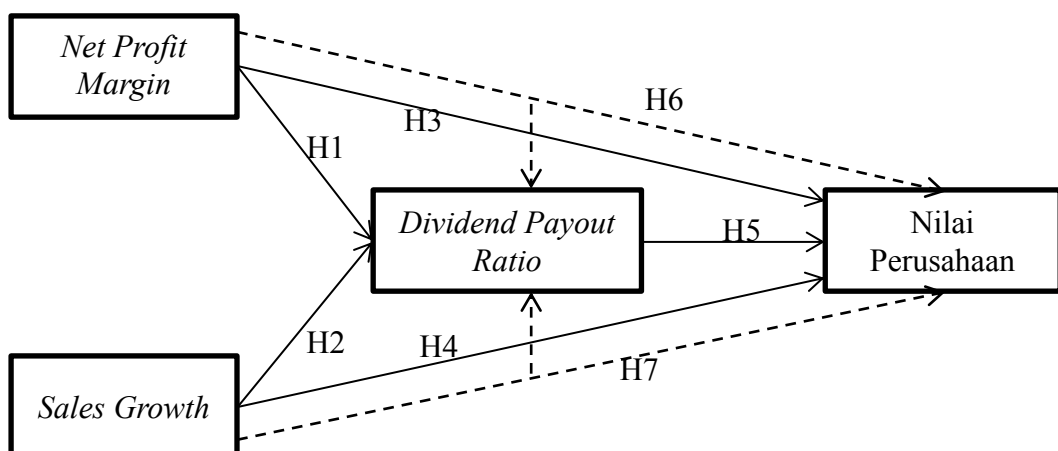 Net Profit
Margin
H6
H3
H1
Dividend Payout
Ratio
H5
Nilai
Perusahaan
H2
H4
H7
Sales Growth